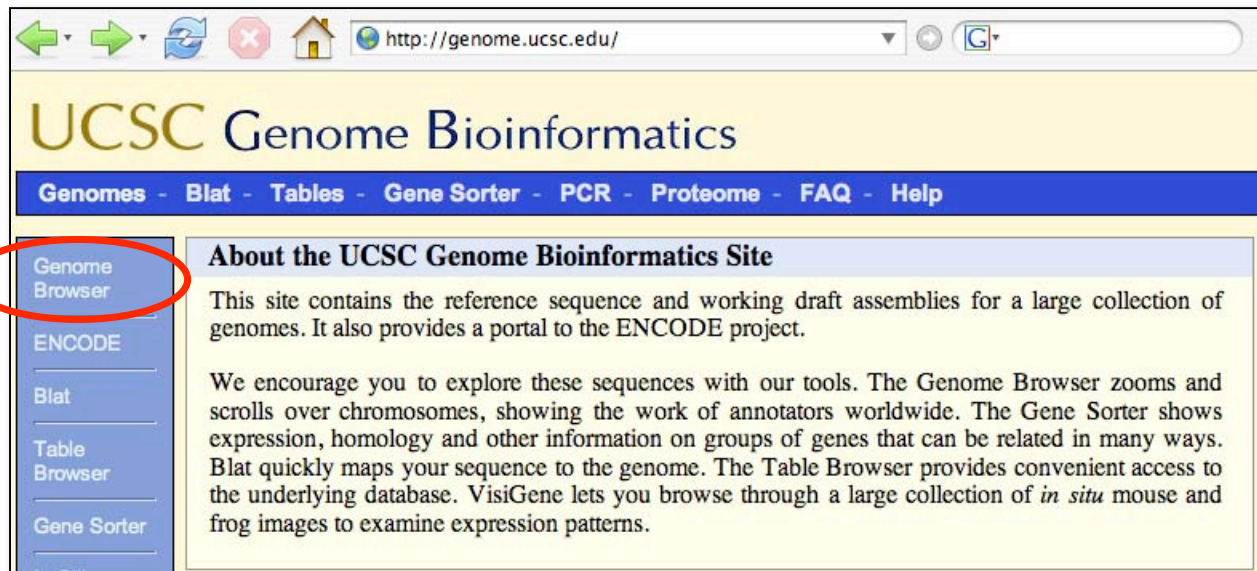 http://genome.ucsc.edu/
G
UCSC Genome Bioinformatics
Genomes - Blat - Tables - Gene Sorter - PCR - Proteome - FAQ - Help
Genome
Browser
ENCODE
Blat
Table
Browser
Gene Sorter
About the UCSC Genome Bioinformatics Site
This site contains the reference sequence and working draft assemblies for a large collection of
genomes. It also provides a portal to the ENCODE project.
We encourage you to explore these sequences with our tools. The Genome Browser zooms and
scrolls over chromosomes, showing the work of annotators worldwide. The Gene Sorter shows
expression, homology and other information on groups of genes that can be related in many ways.
Blat quickly maps your sequence to the genome. The Table Browser provides convenient access to
the underlying database. VisiGene lets you browse through a large collection of in situ mouse and
frog images to examine expression patterns.